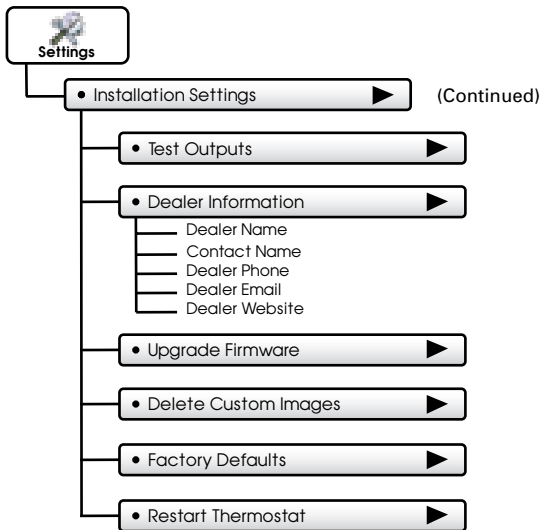 Settings
• Installation Settings (Continued)
• Test Outputs
• Dealer Information
Dealer Name
Contact Name
Dealer Phone
Dealer Email
Dealer Website
• Upgrade Firmware
• Delete Custom Images
• Factory Defaults
• Restart Thermostat